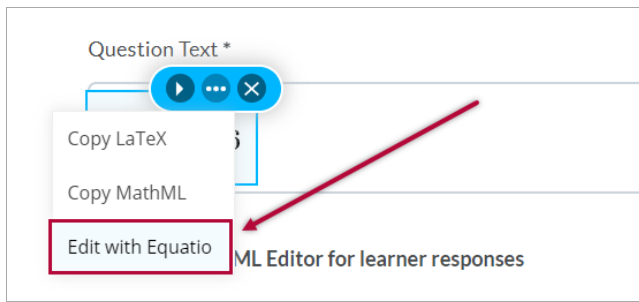 Question Text *
Copy LaTeX
Copy MathML
Edit with Equatio
ML Editor for learner responses